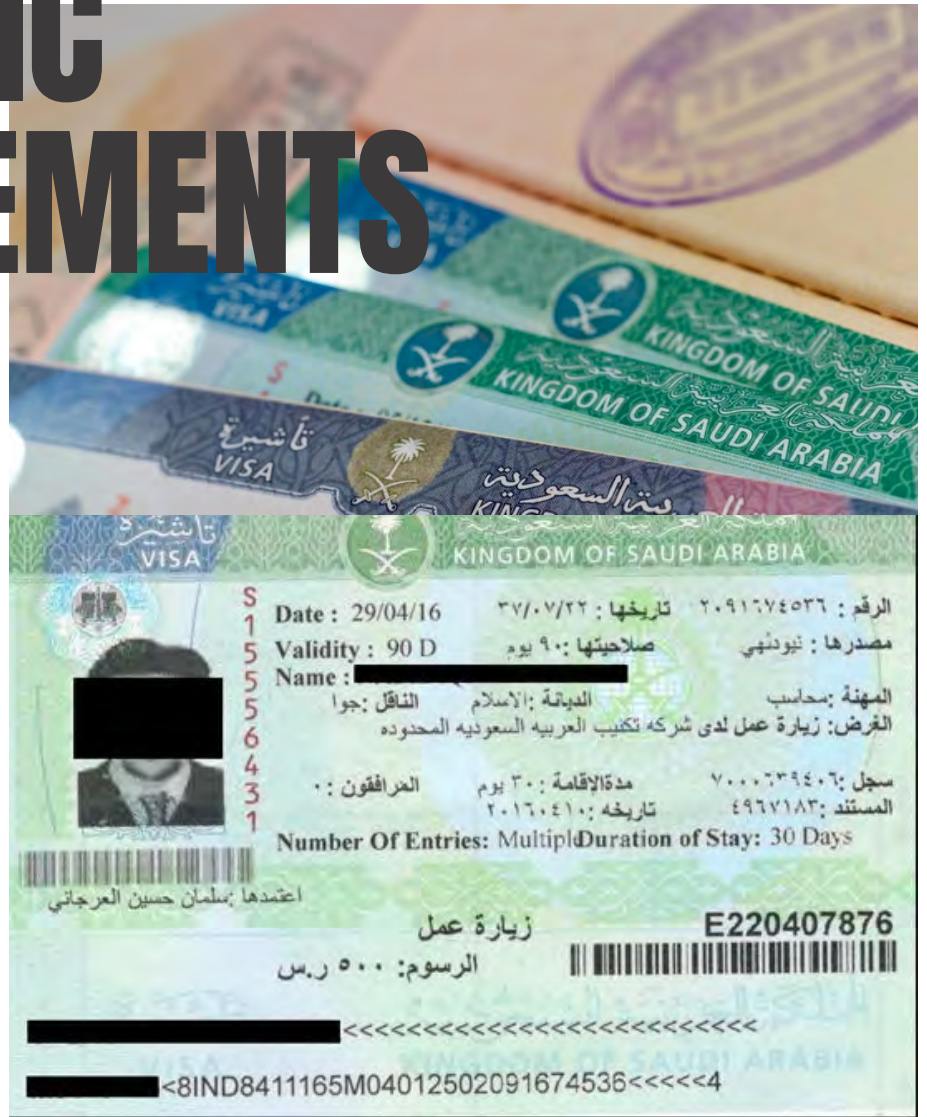 IC
EMENTS
KINGDOM OF SAUDI
VISA
KINGDOM OF SAUDI ARABIA
تأشيرة
VISA
السعودية
تأشيرة
VISA
KINGDOM OF SAUDI ARABIA
S
1
5
5
5
6
4
3
1
Date : 29/04/16 تاريخها : ٣٧/٠٧/٢٢ الرقم : ٢٠٩١٦٧٤٥٣٦
Validity : 90 D صلاحيتها : ٩٠ يوم مصدرها : نيودلهي
Name :
المهنة :محاسب الديانة :الاسلام الناقل :جوا
الغرض: زيارة عمل لدى شركه تكنيب العربيه السعوديه المحدوده
سجل :٧٠٠٠٦٣٩٤٠٦ مدةالإقامة : ٣٠ يوم المرافقون : ٠
المستند :٤٩٦٧١٨٣ تاريخه :٢٠١٦٠٤١٠
Number Of Entries: Multipl Duration of Stay: 30 Days
اعتمدها :سلمان حسين العرجاني
زيارة عمل E220407876
الرسوم: ٥٠٠ ر.س
<<<<<<<<<<<<<<<<<<<<<<<<<<<
<8IND8411165M04012502091674536<<<<<4